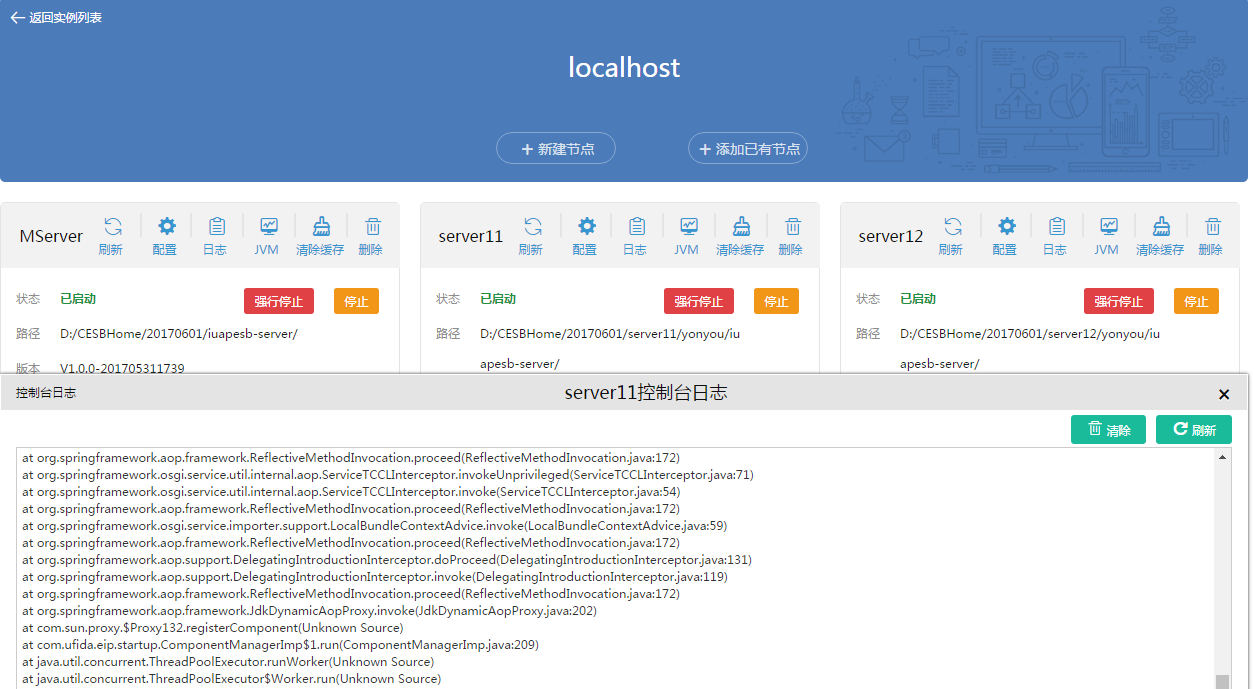 返回实例列表
localhost
新建节点
添加已有节点
MServer
刷新
配置
日志
JVM
清除缓存
删除
状态
已启动
强行停止
停止
路径
D:/CESBHome/20170601/iuapesb-server/
版本
V1.0.0-201705311739
server11
刷新
配置
日志
JVM
清除缓存
删除
状态
已启动
强行停止
停止
路径
D:/CESBHome/20170601/server11/yonyou/iu
apesb-server/
server12
刷新
配置
日志
JVM
清除缓存
删除
状态
已启动
强行停止
停止
路径
D:/CESBHome/20170601/server12/yonyou/iu
apesb-server/
控制台日志
server11控制台日志
清除
刷新
at org.springframework.aop.framework.ReflectiveMethodInvocation.proceed(ReflectiveMethodInvocation.java:172)
at org.springframework.osgi.service.util.internal.aop.ServiceTCCLInterceptor.invokeUnprivileged(ServiceTCCLInterceptor.java:71)
at org.springframework.osgi.service.util.internal.aop.ServiceTCCLInterceptor.invoke(ServiceTCCLInterceptor.java:54)
at org.springframework.aop.framework.ReflectiveMethodInvocation.proceed(ReflectiveMethodInvocation.java:172)
at org.springframework.osgi.service.importer.support.LocalBundleContextAdvice.invoke(LocalBundleContextAdvice.java:59)
at org.springframework.aop.framework.ReflectiveMethodInvocation.proceed(ReflectiveMethodInvocation.java:172)
at org.springframework.aop.support.DelegatingIntroductionInterceptor.doProceed(DelegatingIntroductionInterceptor.java:131)
at org.springframework.aop.support.DelegatingIntroductionInterceptor.invoke(DelegatingIntroductionInterceptor.java:119)
at org.springframework.aop.framework.ReflectiveMethodInvocation.proceed(ReflectiveMethodInvocation.java:172)
at org.springframework.aop.framework.JdkDynamicAopProxy.invoke(JdkDynamicAopProxy.java:202)
at com.sun.proxy.$Proxy132.registerComponent(Unknown Source)
at com.ufida.eip.startup.ComponentManagerImp$1.run(ComponentManagerImp.java:209)
at java.util.concurrent.ThreadPoolExecutor.runWorker(Unknown Source)
at java.util.concurrent.ThreadPoolExecutor$Worker.run(Unknown Source)